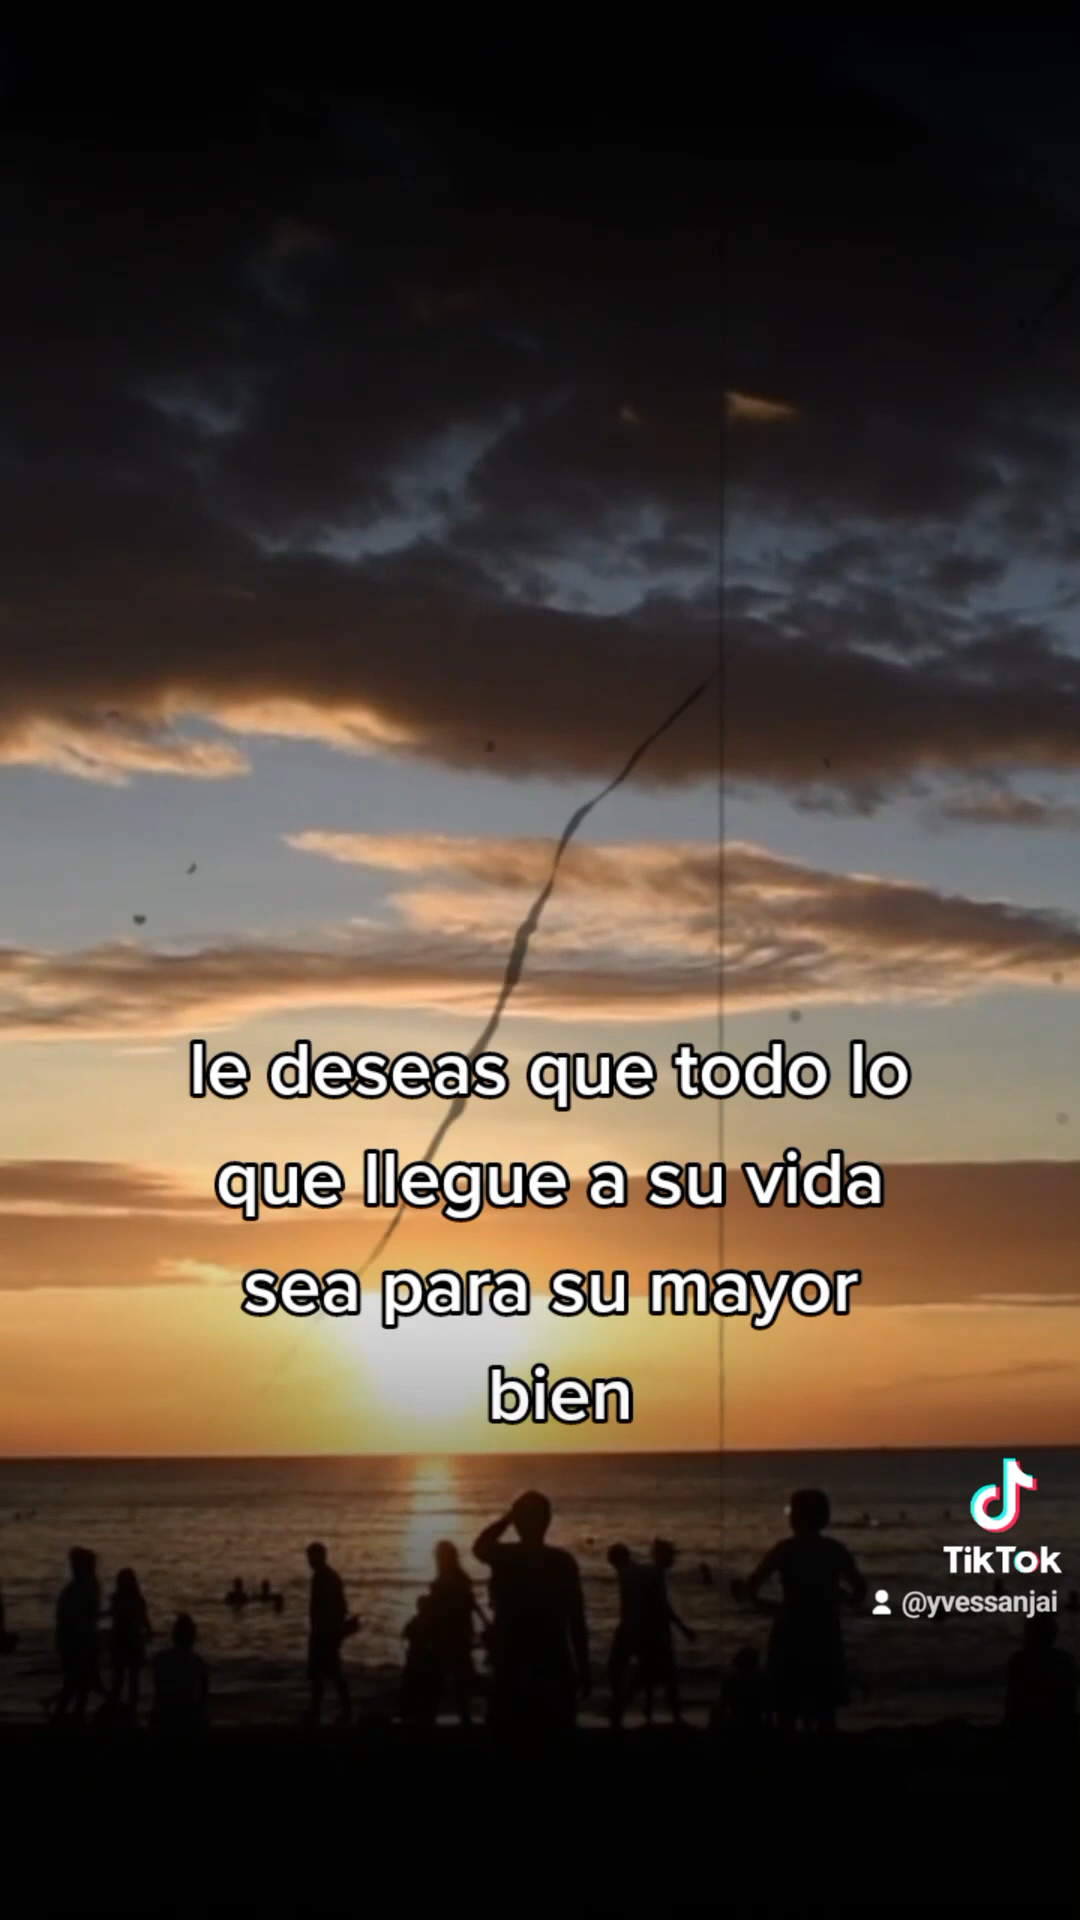 le deseas que todo lo
que llegue a su vida
sea para su mayor
bien
TikTok
@yvessanjai